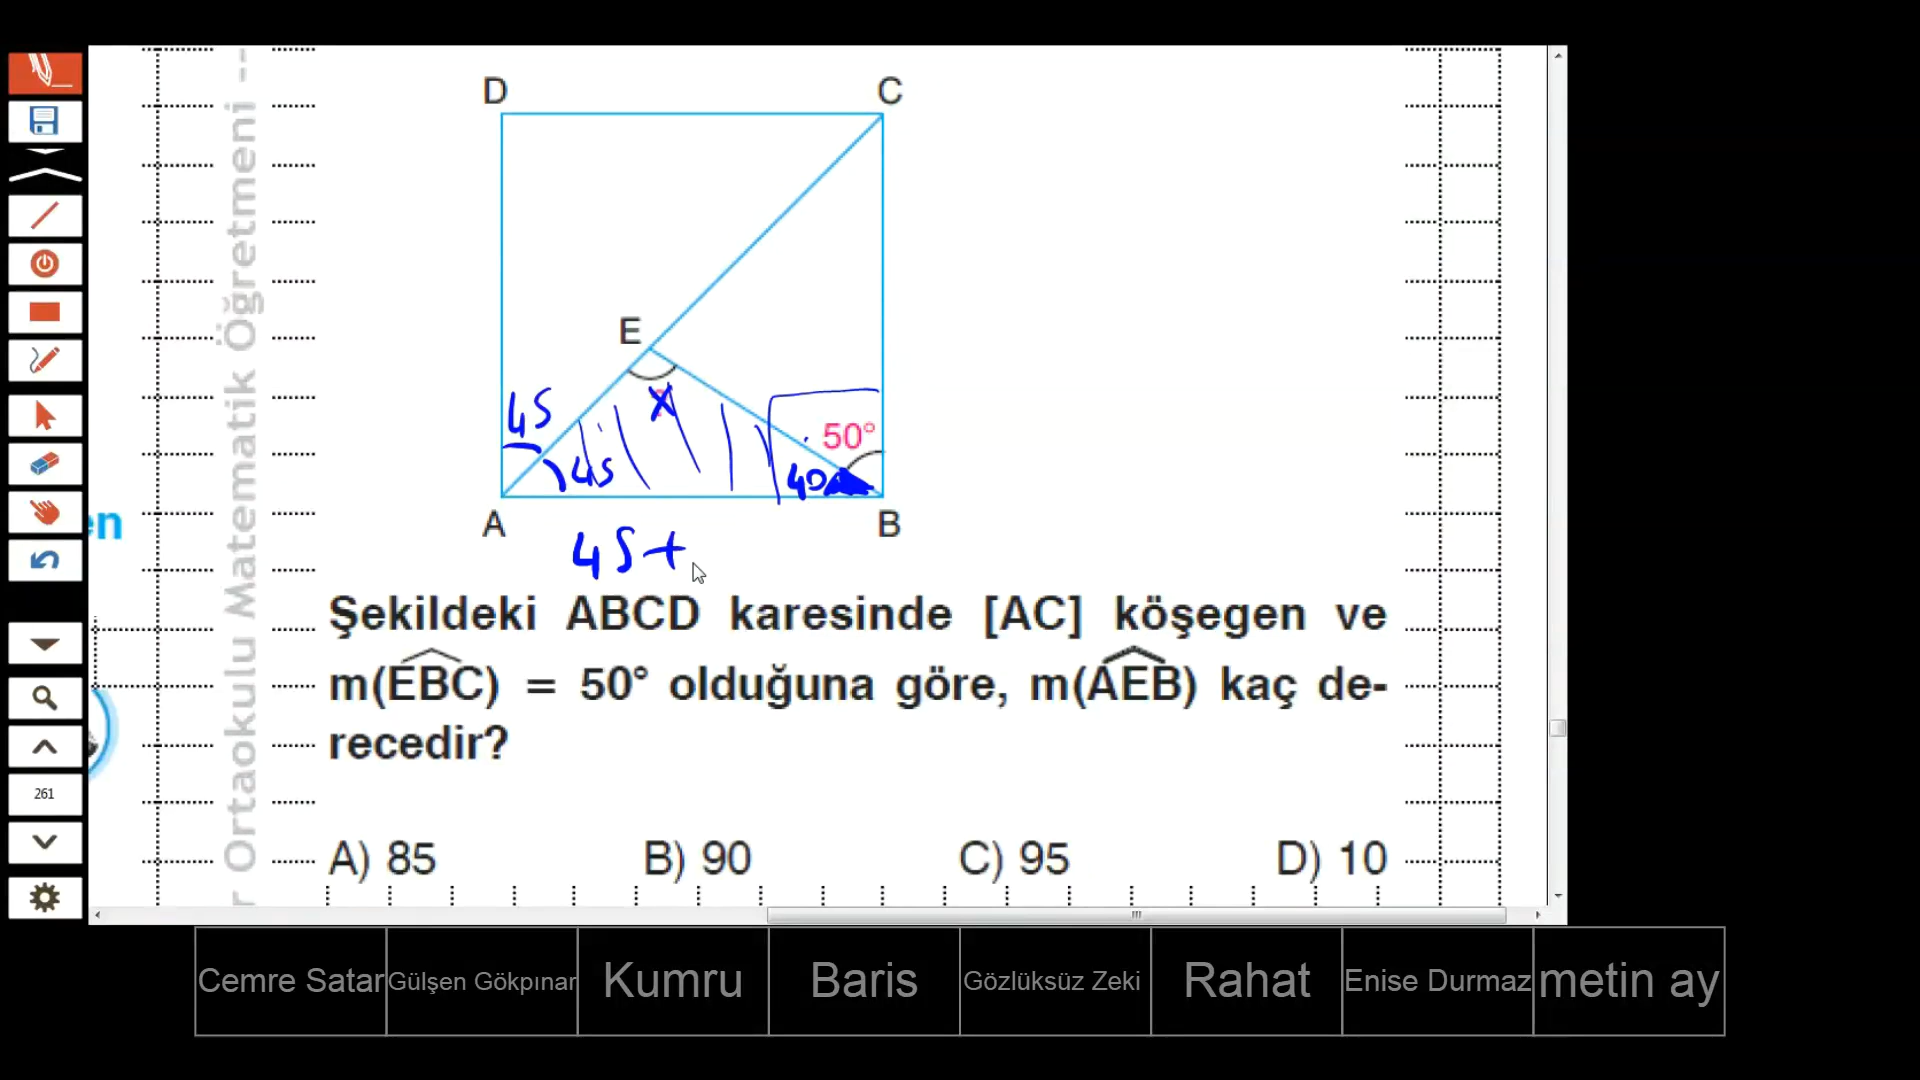 D C
E
45
X
50°
45
40
A B
en
45+
r Ortaokulu Matematik Öğretmeni --
Şekildeki ABCD karesinde [AC] köşegen ve
m(EBC) = 50° olduğuna göre, m(AEB) kaç de-
recedir?
261
A) 85 B) 90 C) 95 D) 10
Cemre Satar Gülşen Gökpınar Kumru Baris Gözlüksüz Zeki Rahat Enise Durmaz metin ay